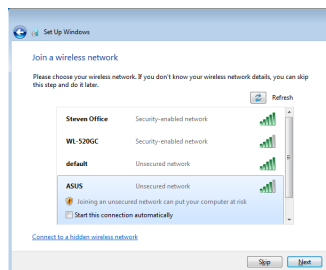 Set Up Windows
Join a wireless network
Please choose your wireless network. If you don't know your wireless network details, you can skip
this step and do it later.
Refresh
Steven Office Security-enabled network
WL-520GC Security-enabled network
default Unsecured network
ASUS Unsecured network
Joining an unsecured network can put your computer at risk
Start this connection automatically
Connect to a hidden wireless network
Skip Next